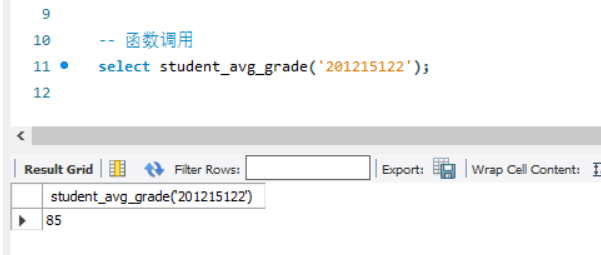 9
10 -- 函数调用
11 select student_avg_grade('201215122');
12
Result Grid Filter Rows: Export: Wrap Cell Content:
student_avg_grade('201215122')
85